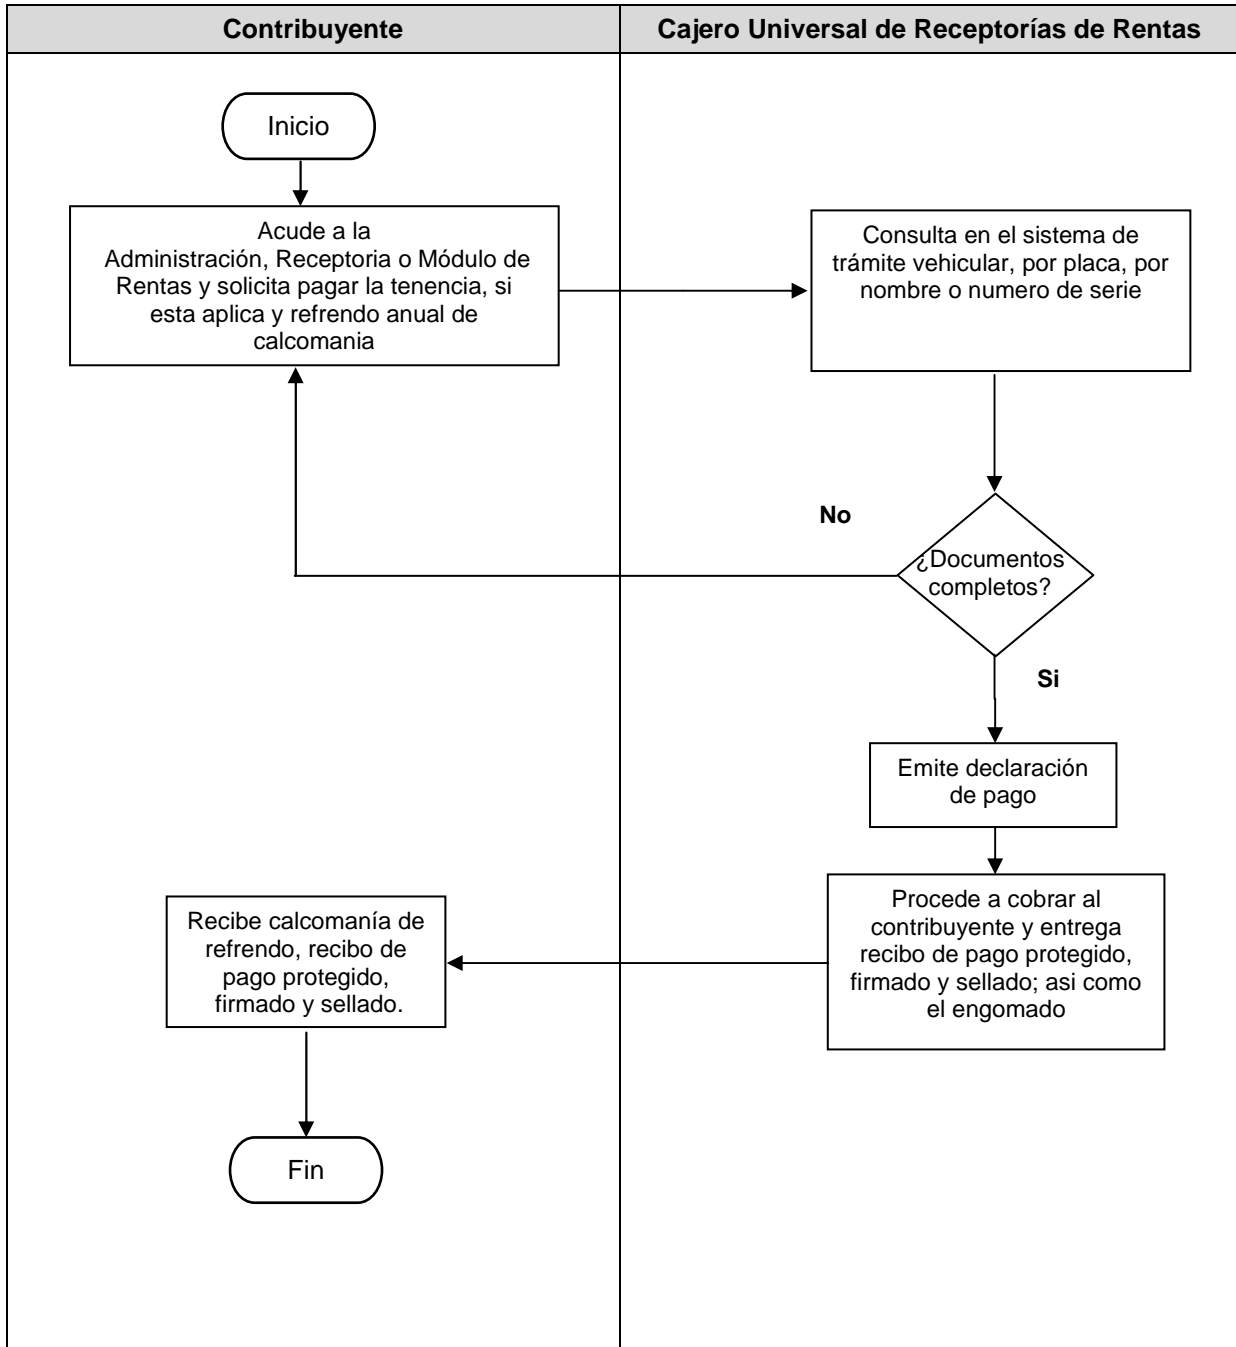 Contribuyente
Cajero Universal de Receptorías de Rentas
Inicio
Acude a la
Administración, Receptoria o Módulo de
Rentas y solicita pagar la tenencia, si
esta aplica y refrendo anual de
calcomania
Consulta en el sistema de
trámite vehicular, por placa, por
nombre o numero de serie
No
¿Documentos
completos?
Si
Emite declaración
de pago
Procede a cobrar al
contribuyente y entrega
recibo de pago protegido,
firmado y sellado; asi como
el engomado
Recibe calcomanía de
refrendo, recibo de
pago protegido,
firmado y sellado.
Fin